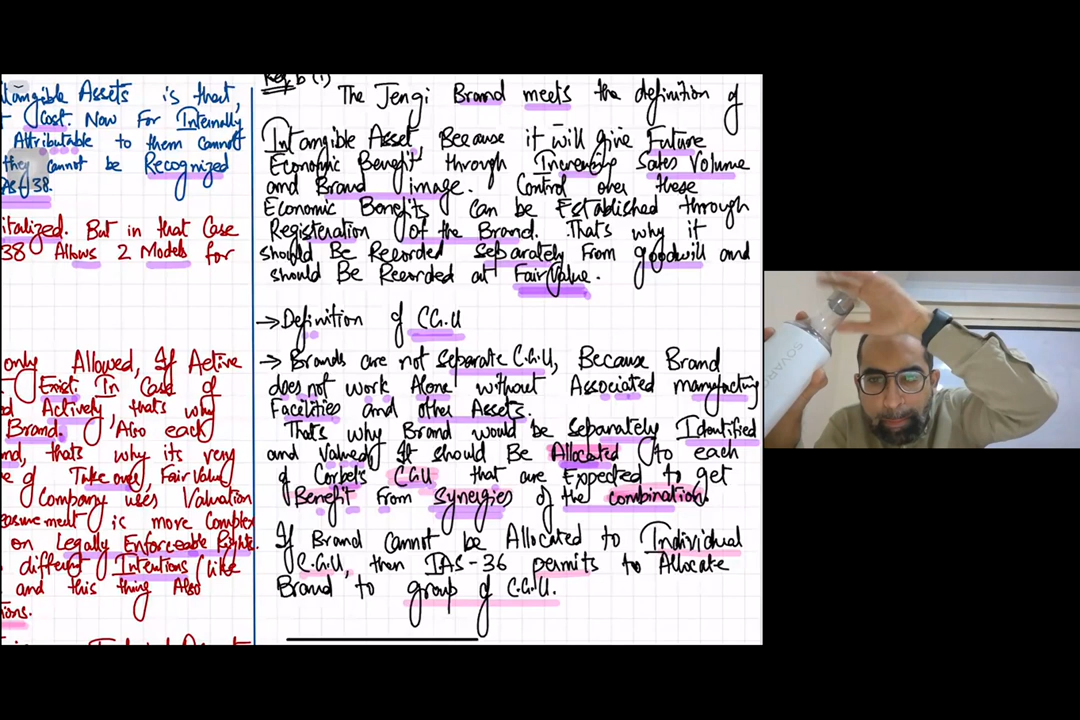 Intangible Assets is that,
Cost. Now For Internally
Attributable to them cannot
they cannot be Recognized
AS-38.
italized. But in that Case
38 Allows 2 Models for
only Allowed, If Active
Exist. In Case of
Actively, that's why
Brand. Also each
that's why its very
of Take over, Fair Value
Company uses Valuation
easurement is more Complex
on Legally Enforceable Rights.
different Intentions (like
and this thing Also
ions.
Req. b (i)
The Jengi Brand meets the definition of
Intangible Asset, Because it will give Future
Economic Benefit through Increasing Sales Volume
and Brand image. Control over these
Economic Benefits can be Established through
Registeration of the Brand. That's why it
should Be Recorded separately From goodwill and
should Be Recorded at Fair Value.
→ Definition of C.G.U
→ Brands are not separate C.G.U, Because Brand
does not work Alone without Associated manufacturing
Facilities and other Assets.
That's why Brand would be separately Identified
and Valued. It should Be Allocated to each
of Corbel's CGU that are Expected to get
Benefit From Synergies of the combination.
If Brand cannot be Allocated to Individual
C.G.U, then IAS-36 permits to Allocate
Brand to group of C.G.U.